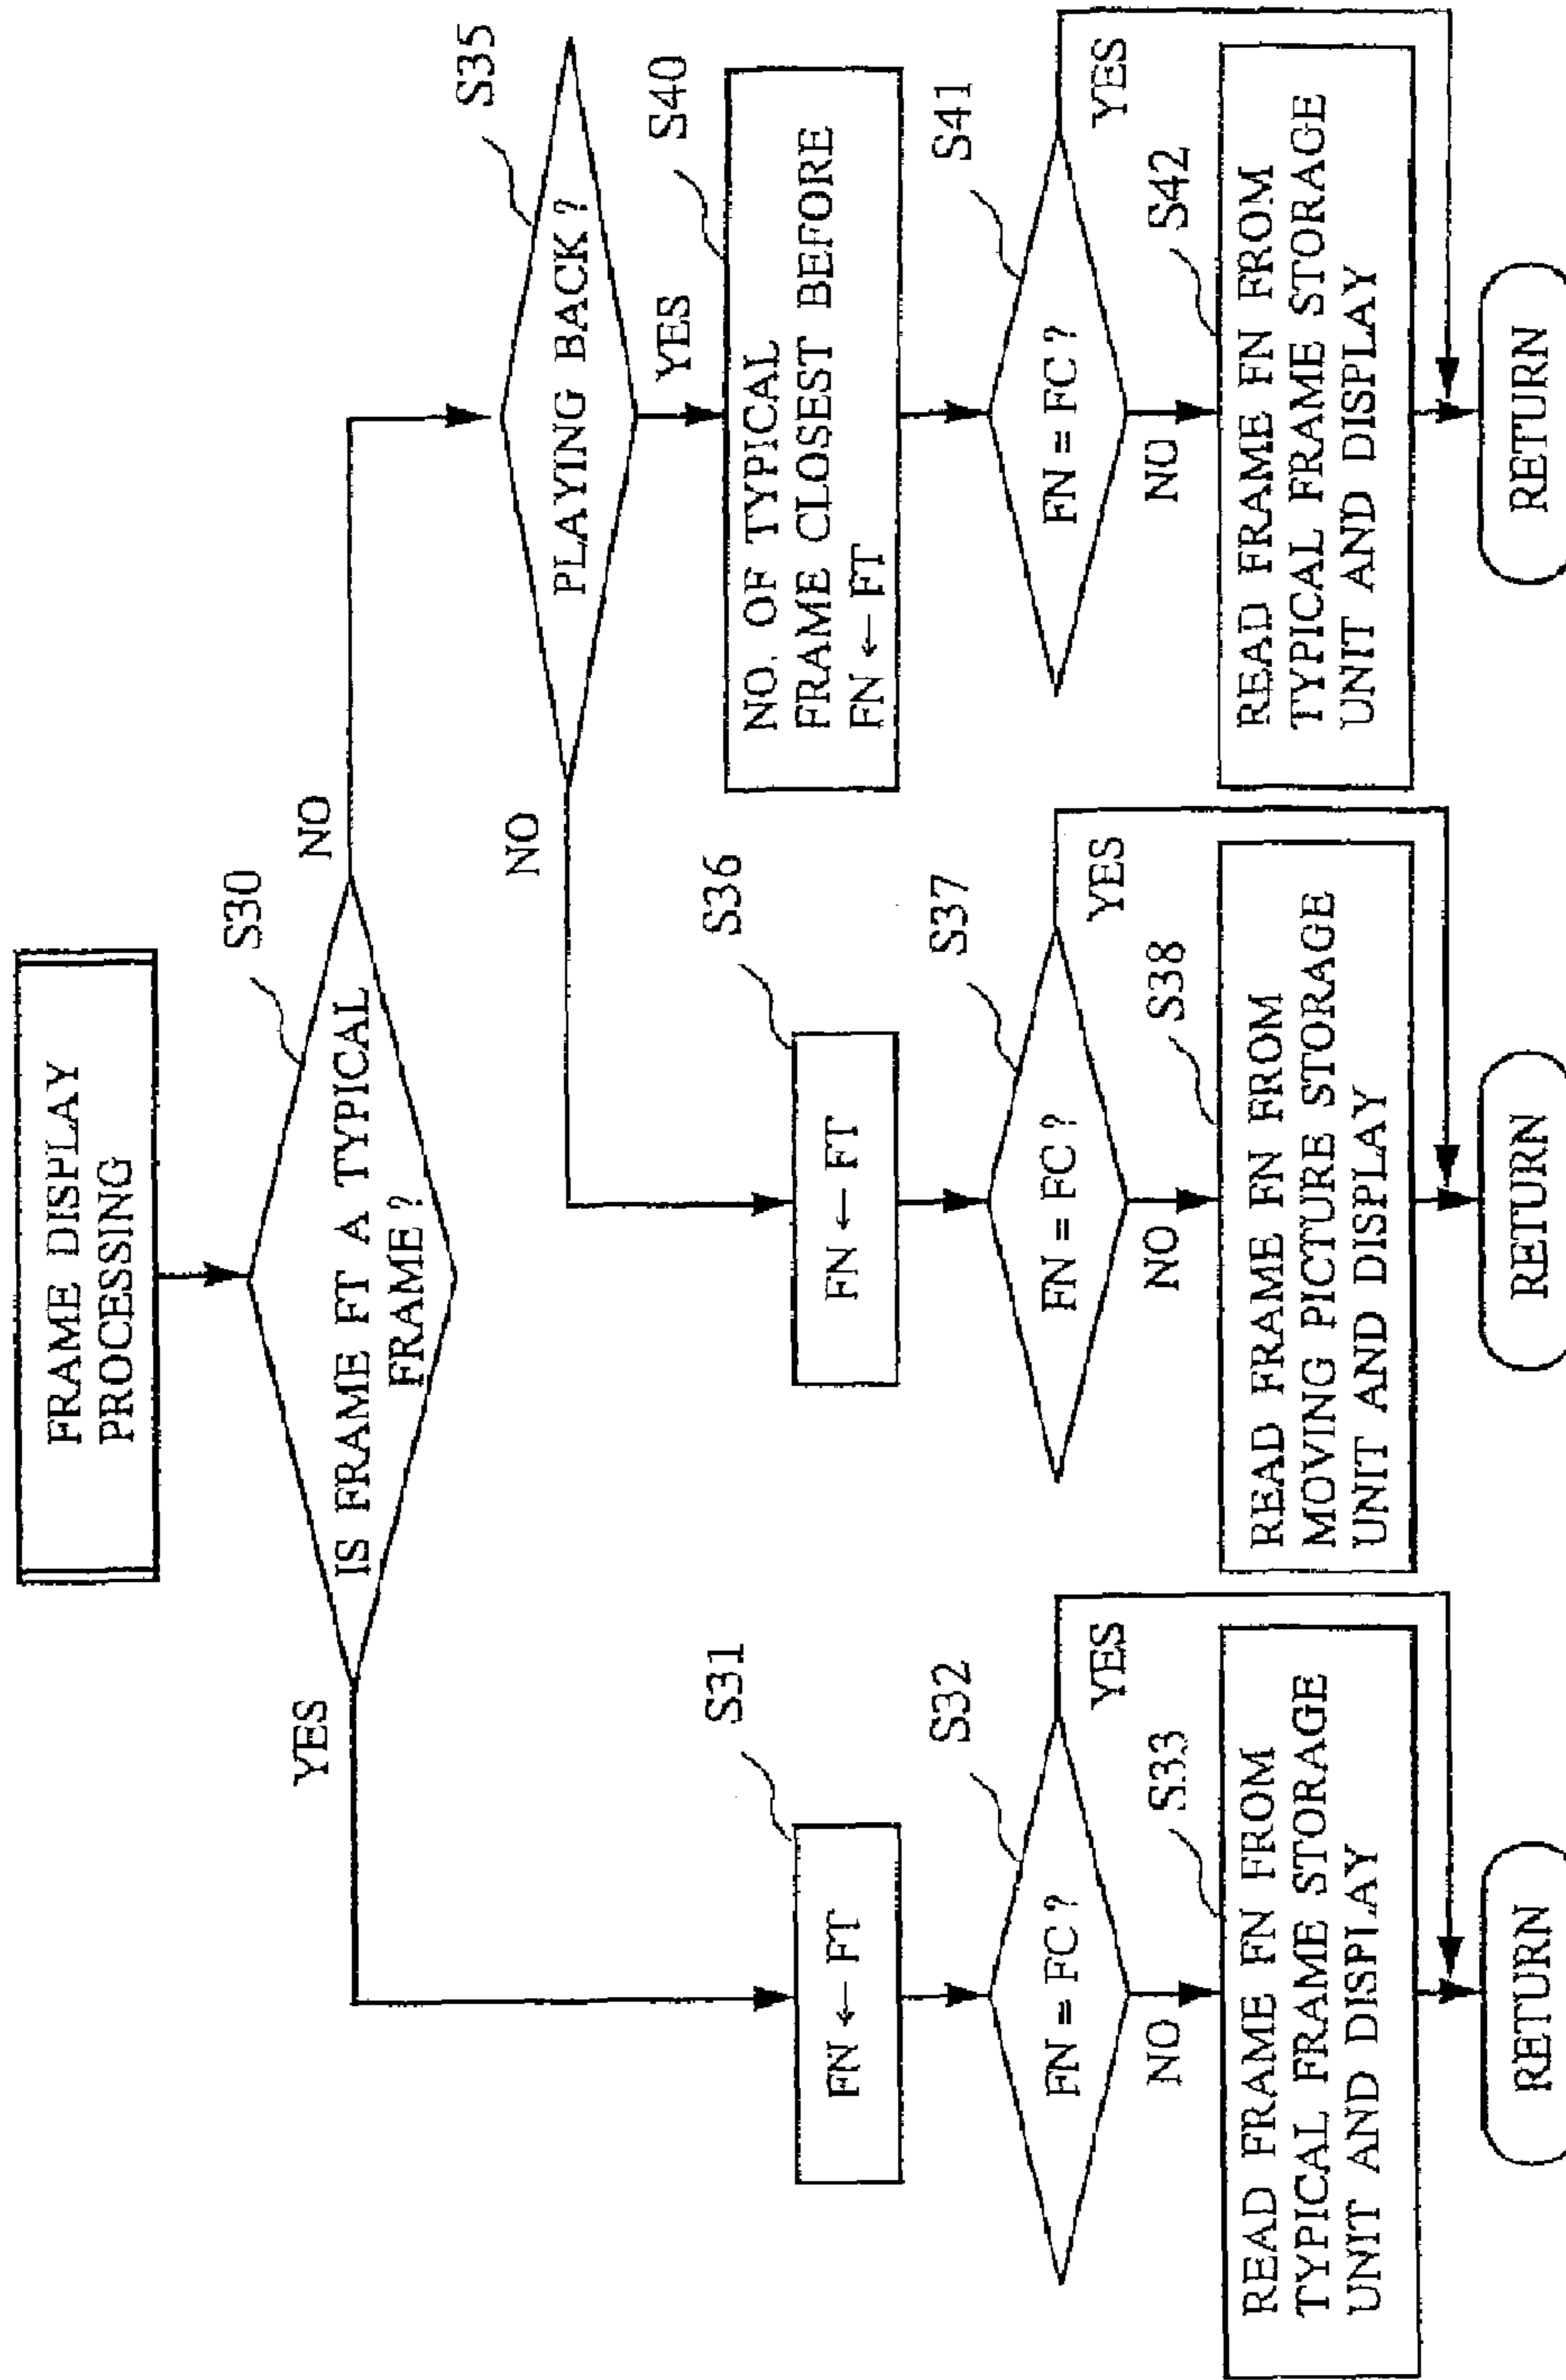 FRAME DISPLAY
PROCESSING
S30
IS FRAME FT A TYPICAL
FRAME ?
YES
NO
S31
FN ← FT
S32
FN = FC ?
YES
NO
S33
READ FRAME FN FROM
TYPICAL FRAME STORAGE
UNIT AND DISPLAY
RETURN
S35
PLAYING BACK ?
NO
YES
S36
FN ← FT
S37
FN = FC ?
YES
NO
S38
READ FRAME FN FROM
MOVING PICTURE STORAGE
UNIT AND DISPLAY
RETURN
S40
NO. OF TYPICAL
FRAME CLOSEST BEFORE
FN ← FT
S41
FN = FC ?
YES
NO
S42
READ FRAME FN FROM
TYPICAL FRAME STORAGE
UNIT AND DISPLAY
RETURN